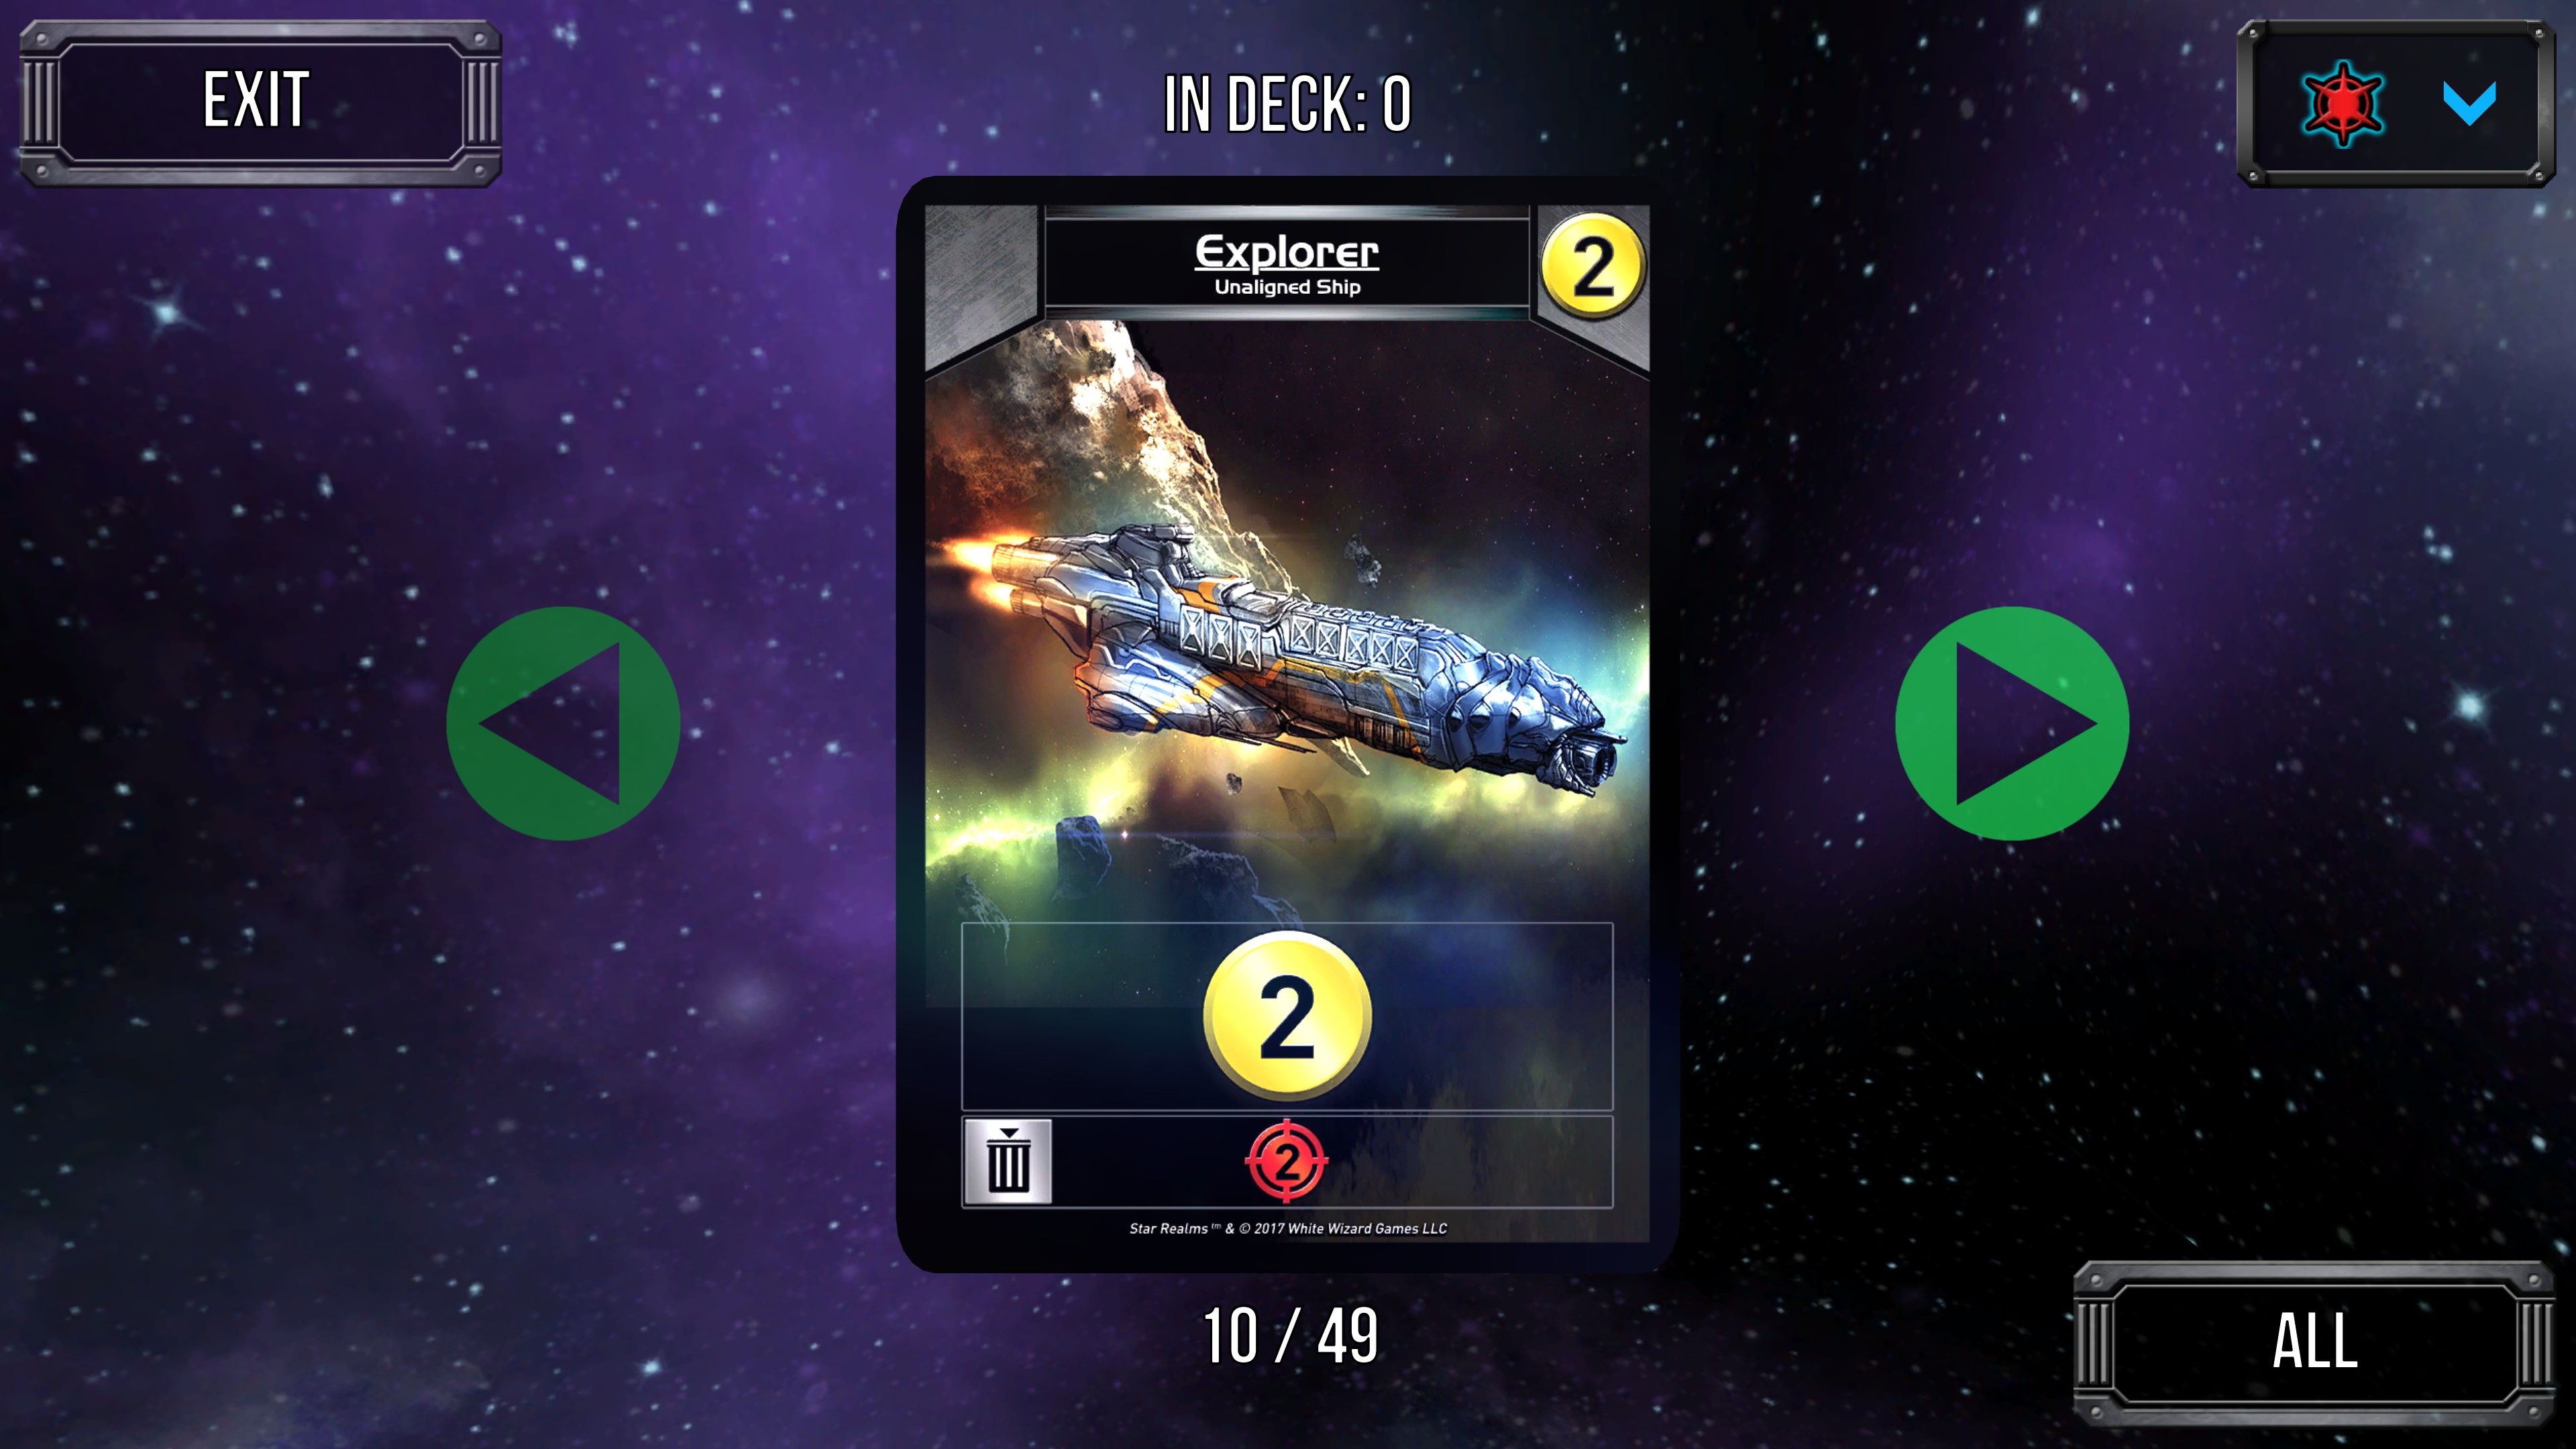 EXIT
IN DECK: 0
Explorer
Unaligned Ship
2
2
2
Star Realms™ & © 2017 White Wizard Games LLC
10 / 49
ALL